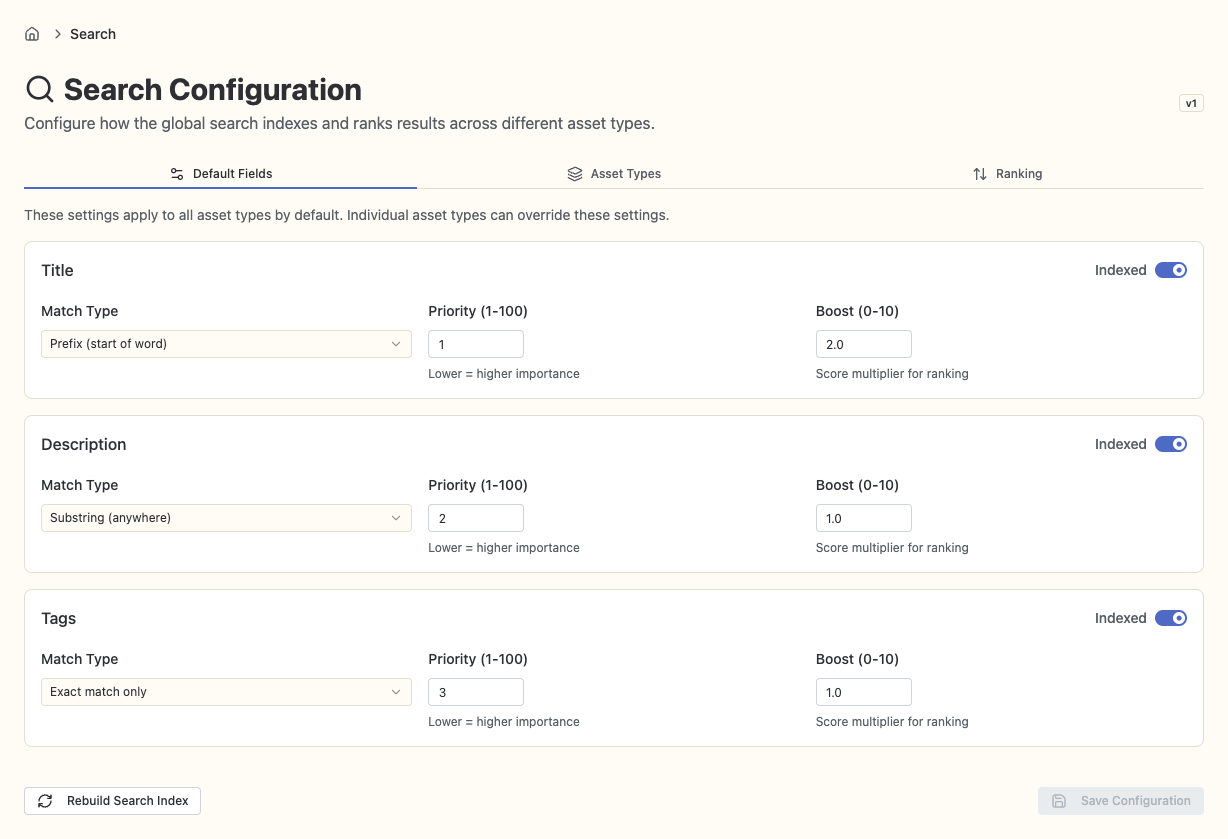 Search
Search Configuration
v1
Configure how the global search indexes and ranks results across different asset types.
Default Fields Asset Types Ranking
These settings apply to all asset types by default. Individual asset types can override these settings.
Title Indexed
Match Type Priority (1-100) Boost (0-10)
Prefix (start of word) 1 2.0
Lower = higher importance Score multiplier for ranking
Description Indexed
Match Type Priority (1-100) Boost (0-10)
Substring (anywhere) 2 1.0
Lower = higher importance Score multiplier for ranking
Tags Indexed
Match Type Priority (1-100) Boost (0-10)
Exact match only 3 1.0
Lower = higher importance Score multiplier for ranking
Rebuild Search Index Save Configuration